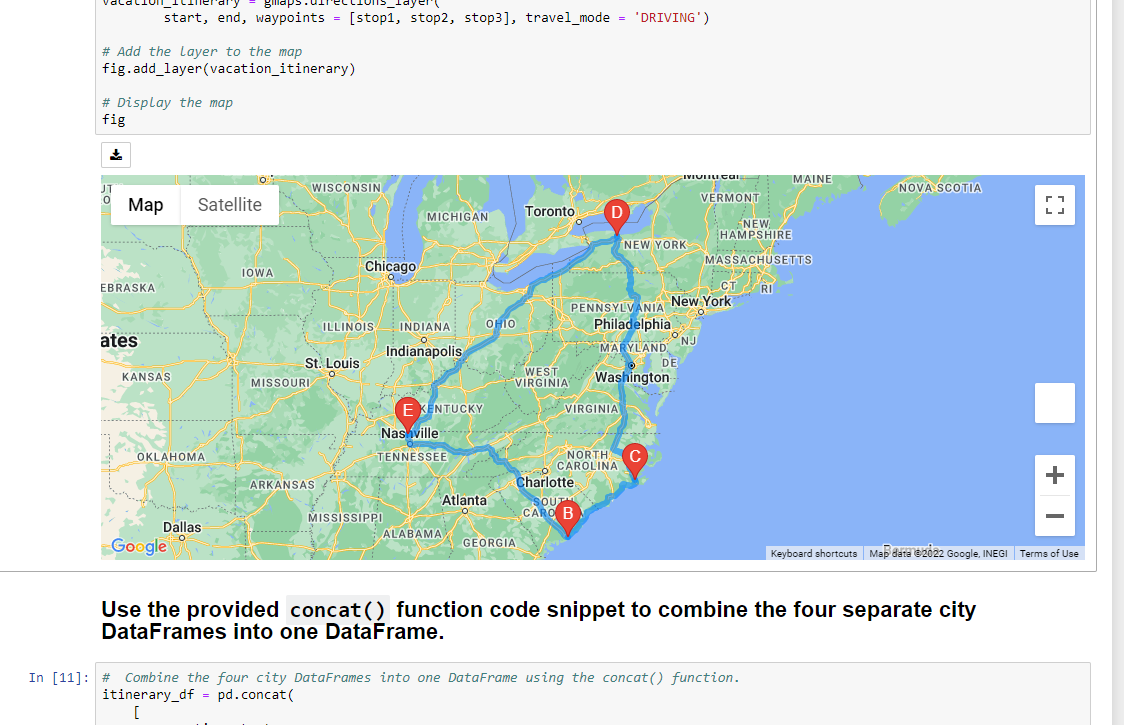 vacation_itinerary = gmaps.directions_layer(
start, end, waypoints = [stop1, stop2, stop3], travel_mode = 'DRIVING')
# Add the layer to the map
fig.add_layer(vacation_itinerary)
# Display the map
fig
Map
Satellite
WISCONSIN
Montreal
MAINE
NOVA SCOTIA
VERMONT
MICHIGAN
Toronto
D
NEW
HAMPSHIRE
NEW YORK
MASSACHUSETTS
IOWA
Chicago
CT
RI
EBRASKA
New York
PENNSYLVANIA
ILLINOIS
INDIANA
OHIO
Philadelphia
ates
Indianapolis
MARYLAND
NJ
St. Louis
DE
KANSAS
MISSOURI
WEST
VIRGINIA
Washington
E
KENTUCKY
VIRGINIA
Nashville
OKLAHOMA
TENNESSEE
NORTH
CAROLINA
C
ARKANSAS
Charlotte
Atlanta
SOUTH
B
MISSISSIPPI
Dallas
ALABAMA
GEORGIA
Google
Keyboard shortcuts
Map data ©2022 Google, INEGI
Terms of Use
Use the provided concat() function code snippet to combine the four separate city
DataFrames into one DataFrame.
In [11]:
#  Combine the four city DataFrames into one DataFrame using the concat() function.
itinerary_df = pd.concat(
[